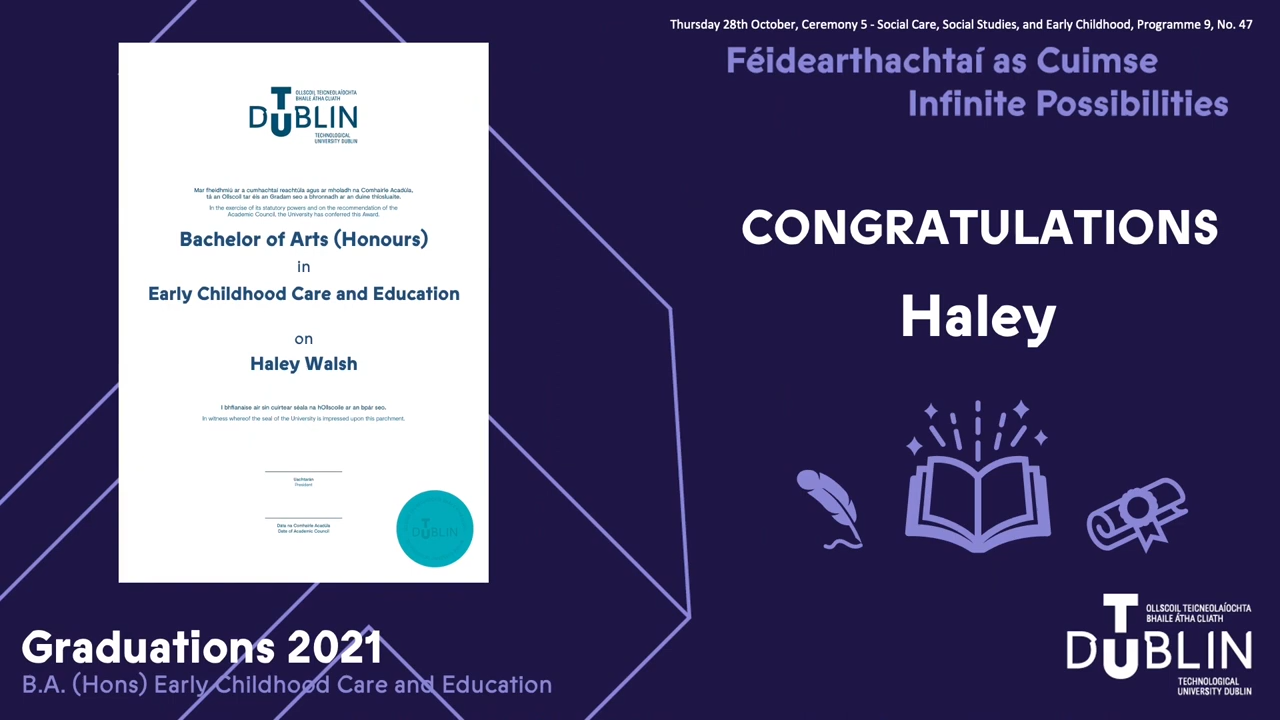 Thursday 28th October, Ceremony 5 - Social Care, Social Studies, and Early Childhood, Programme 9, No. 47
Féidearthachtaí as Cuimse
Infinite Possibilities
OLLSCOIL TEICNEOLAÍOCHTA
BHAILE ÁTHA CLIATH
TU DUBLIN
TECHNOLOGICAL
UNIVERSITY DUBLIN
Mar fheidhmiú ar a cumhachtaí reachtúla agus ar mholadh na Comhairle Acadúla,
tá an Ollscoil tar éis an Gradam seo a bhronnadh ar an duine thíosluaite.
In the exercise of its statutory powers and on the recommendation of the
Academic Council, the University has conferred this Award.
Bachelor of Arts (Honours)
in
Early Childhood Care and Education
on
Haley Walsh
I bhfianaise air sin cuirtear séala na hOllscoile ar an bpár seo.
In witness whereof the seal of the University is impressed upon this parchment.
Uachtarán
President
Dáta na Comhairle Acadúla
Date of Academic Council
TU DUBLIN
CONGRATULATIONS
Haley
Graduations 2021
B.A. (Hons) Early Childhood Care and Education
OLLSCOIL TEICNEOLAÍOCHTA
BHAILE ÁTHA CLIATH
TU DUBLIN
TECHNOLOGICAL
UNIVERSITY DUBLIN